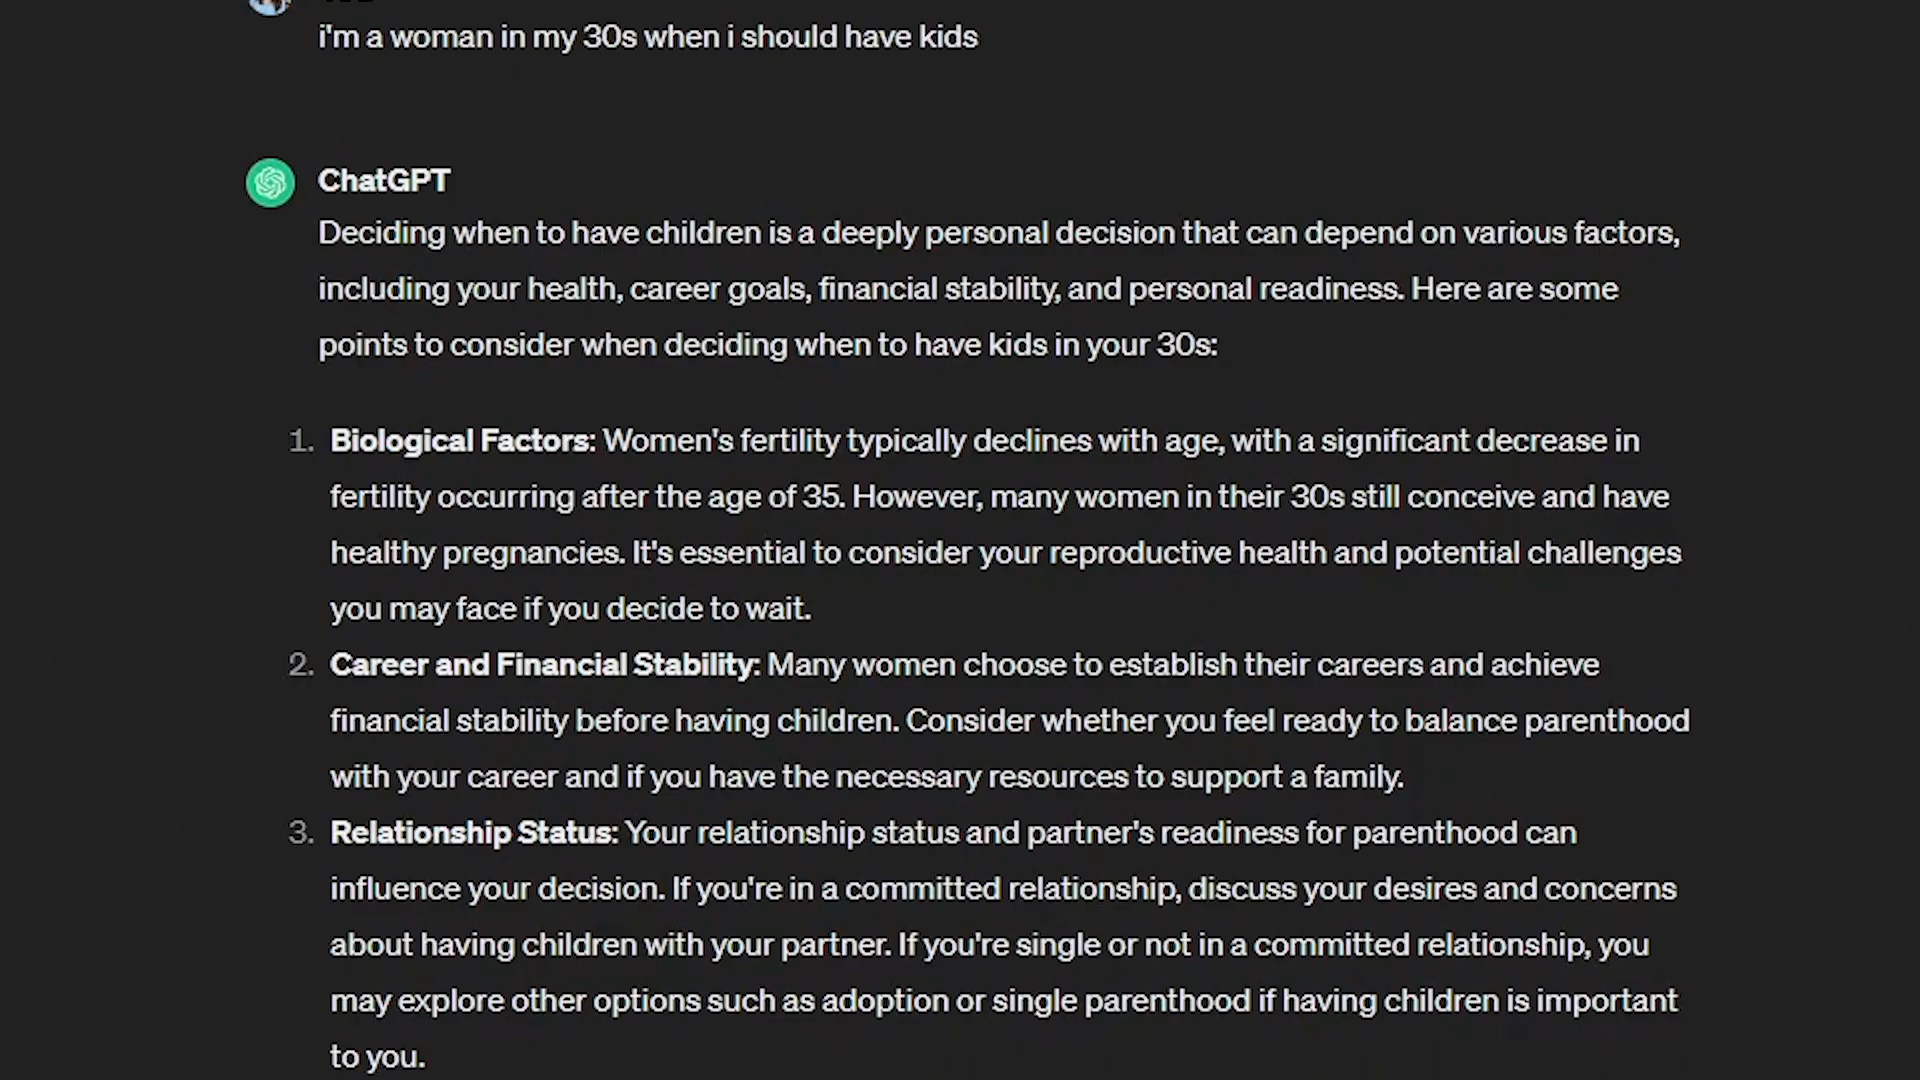 i'm a woman in my 30s when i should have kids
ChatGPT
Deciding when to have children is a deeply personal decision that can depend on various factors,
including your health, career goals, financial stability, and personal readiness. Here are some
points to consider when deciding when to have kids in your 30s:
1. Biological Factors: Women's fertility typically declines with age, with a significant decrease in
fertility occurring after the age of 35. However, many women in their 30s still conceive and have
healthy pregnancies. It's essential to consider your reproductive health and potential challenges
you may face if you decide to wait.
2. Career and Financial Stability: Many women choose to establish their careers and achieve
financial stability before having children. Consider whether you feel ready to balance parenthood
with your career and if you have the necessary resources to support a family.
3. Relationship Status: Your relationship status and partner's readiness for parenthood can
influence your decision. If you're in a committed relationship, discuss your desires and concerns
about having children with your partner. If you're single or not in a committed relationship, you
may explore other options such as adoption or single parenthood if having children is important
to you.